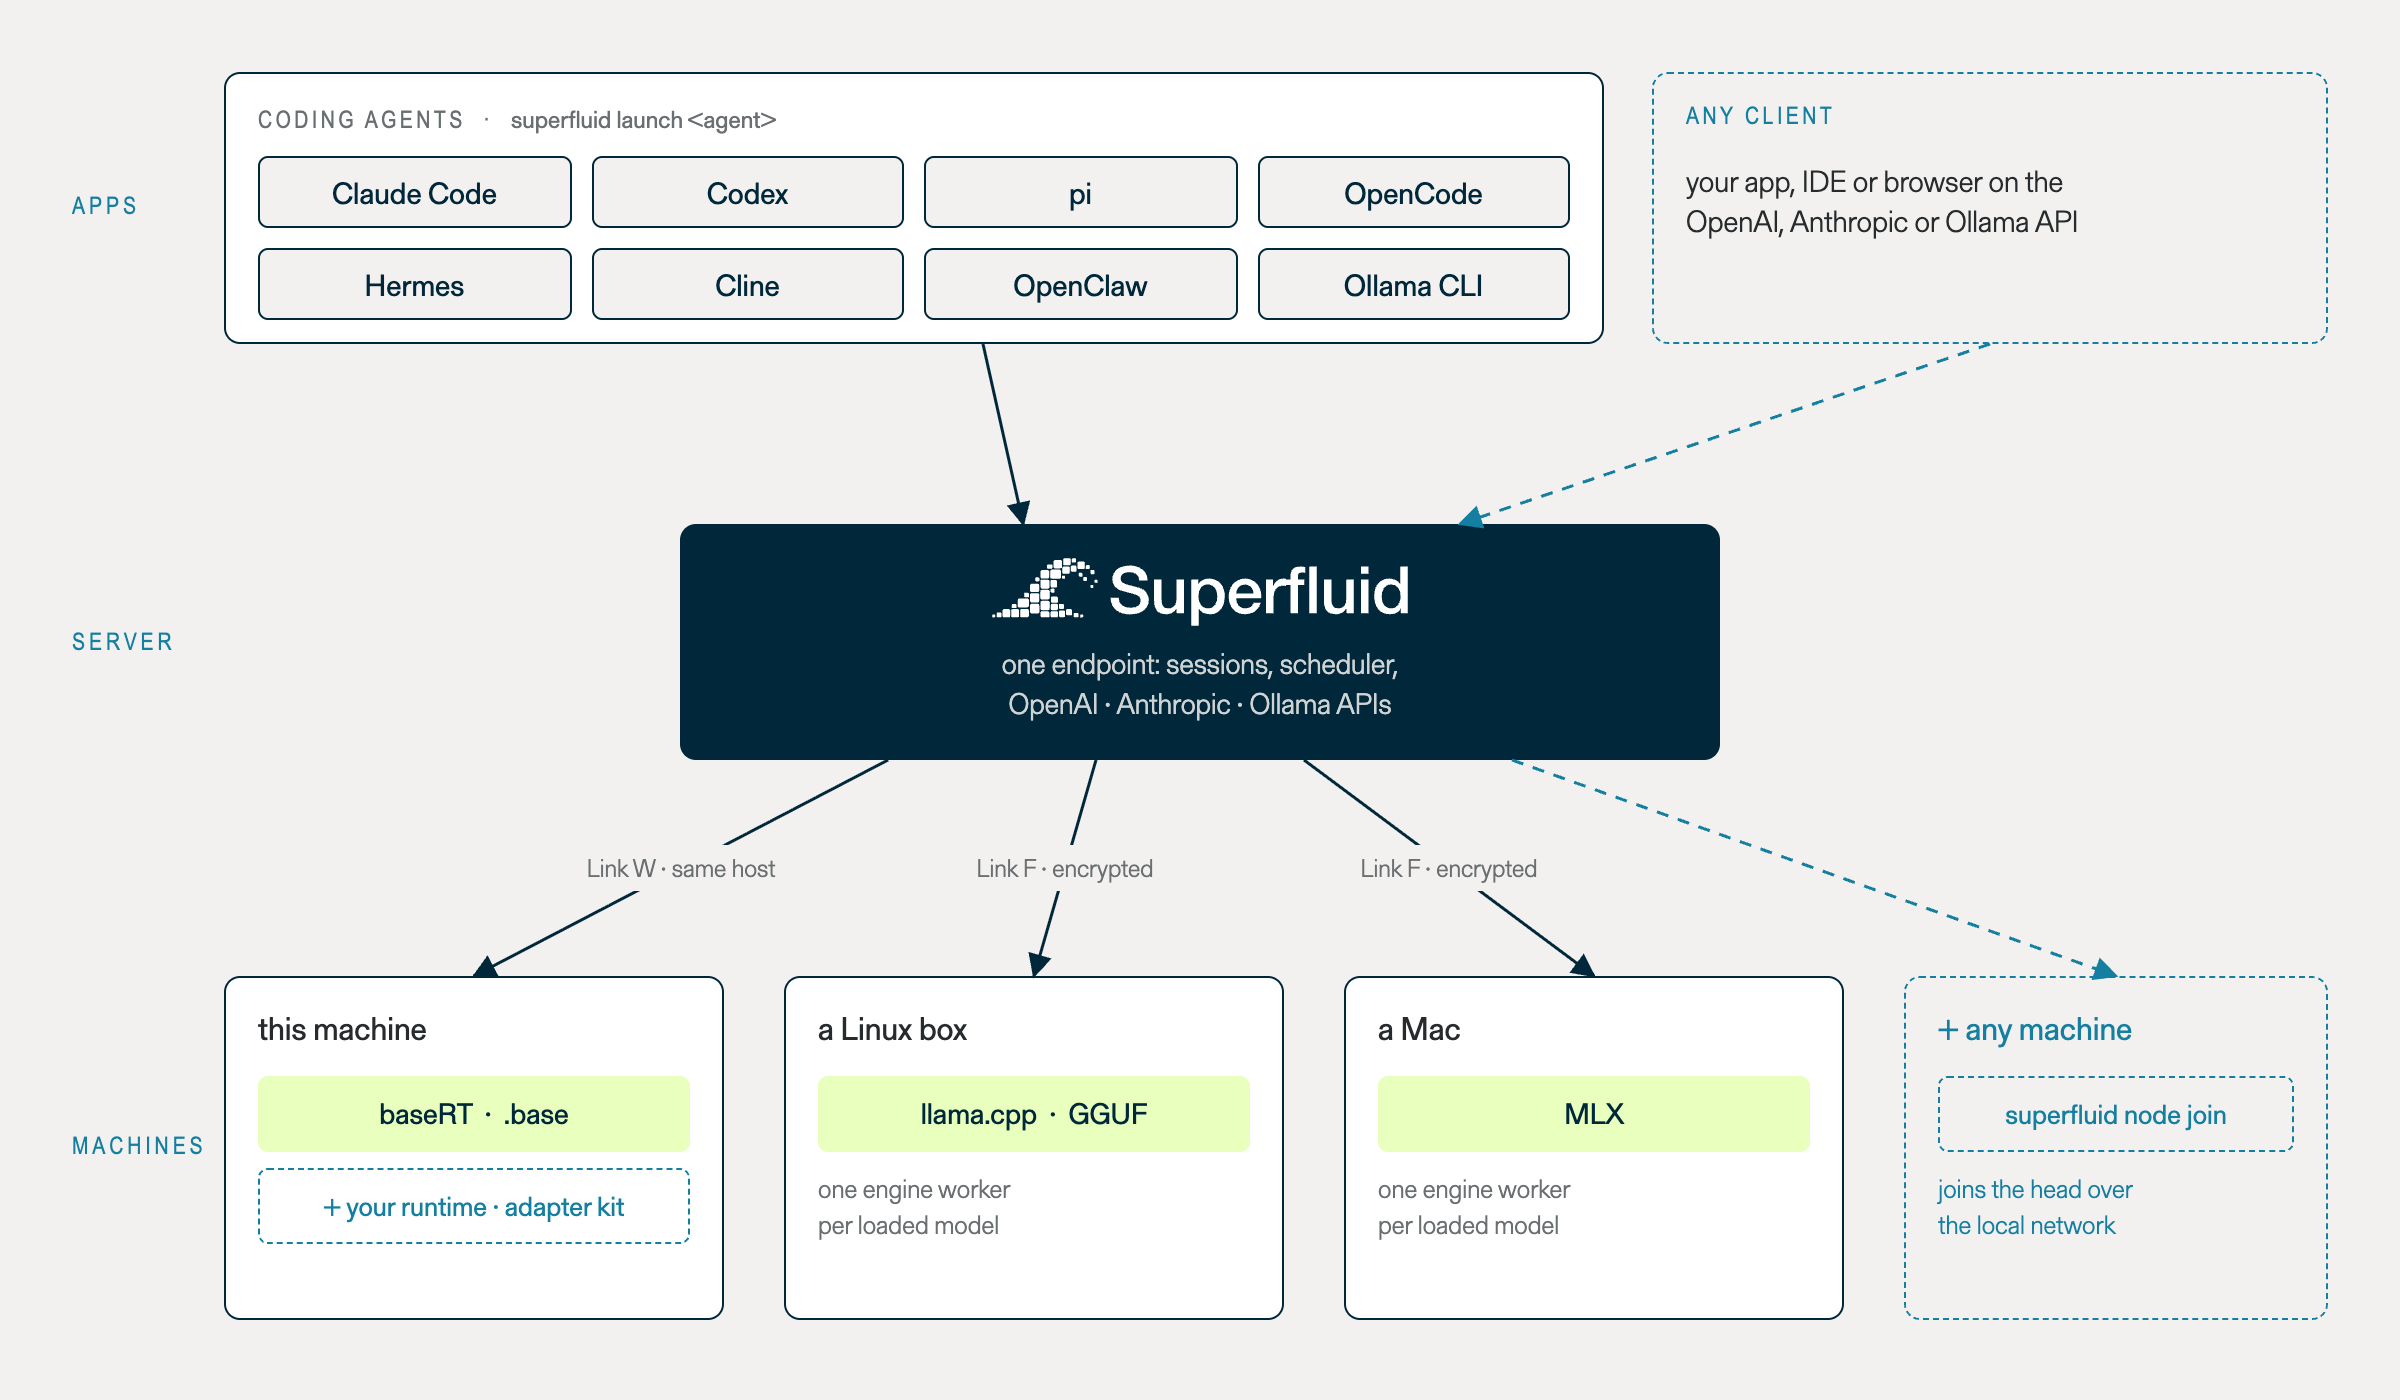 APPS
CODING AGENTS · superfluid launch <agent>
Claude Code
Codex
pi
OpenCode
Hermes
Cline
OpenClaw
Ollama CLI
ANY CLIENT
your app, IDE or browser on the
OpenAI, Anthropic or Ollama API
SERVER
Superfluid
one endpoint: sessions, scheduler,
OpenAI · Anthropic · Ollama APIs
Link W · same host
Link F · encrypted
Link F · encrypted
MACHINES
this machine
baseRT · .base
+ your runtime · adapter kit
a Linux box
llama.cpp · GGUF
one engine worker
per loaded model
a Mac
MLX
one engine worker
per loaded model
+ any machine
superfluid node join
joins the head over
the local network